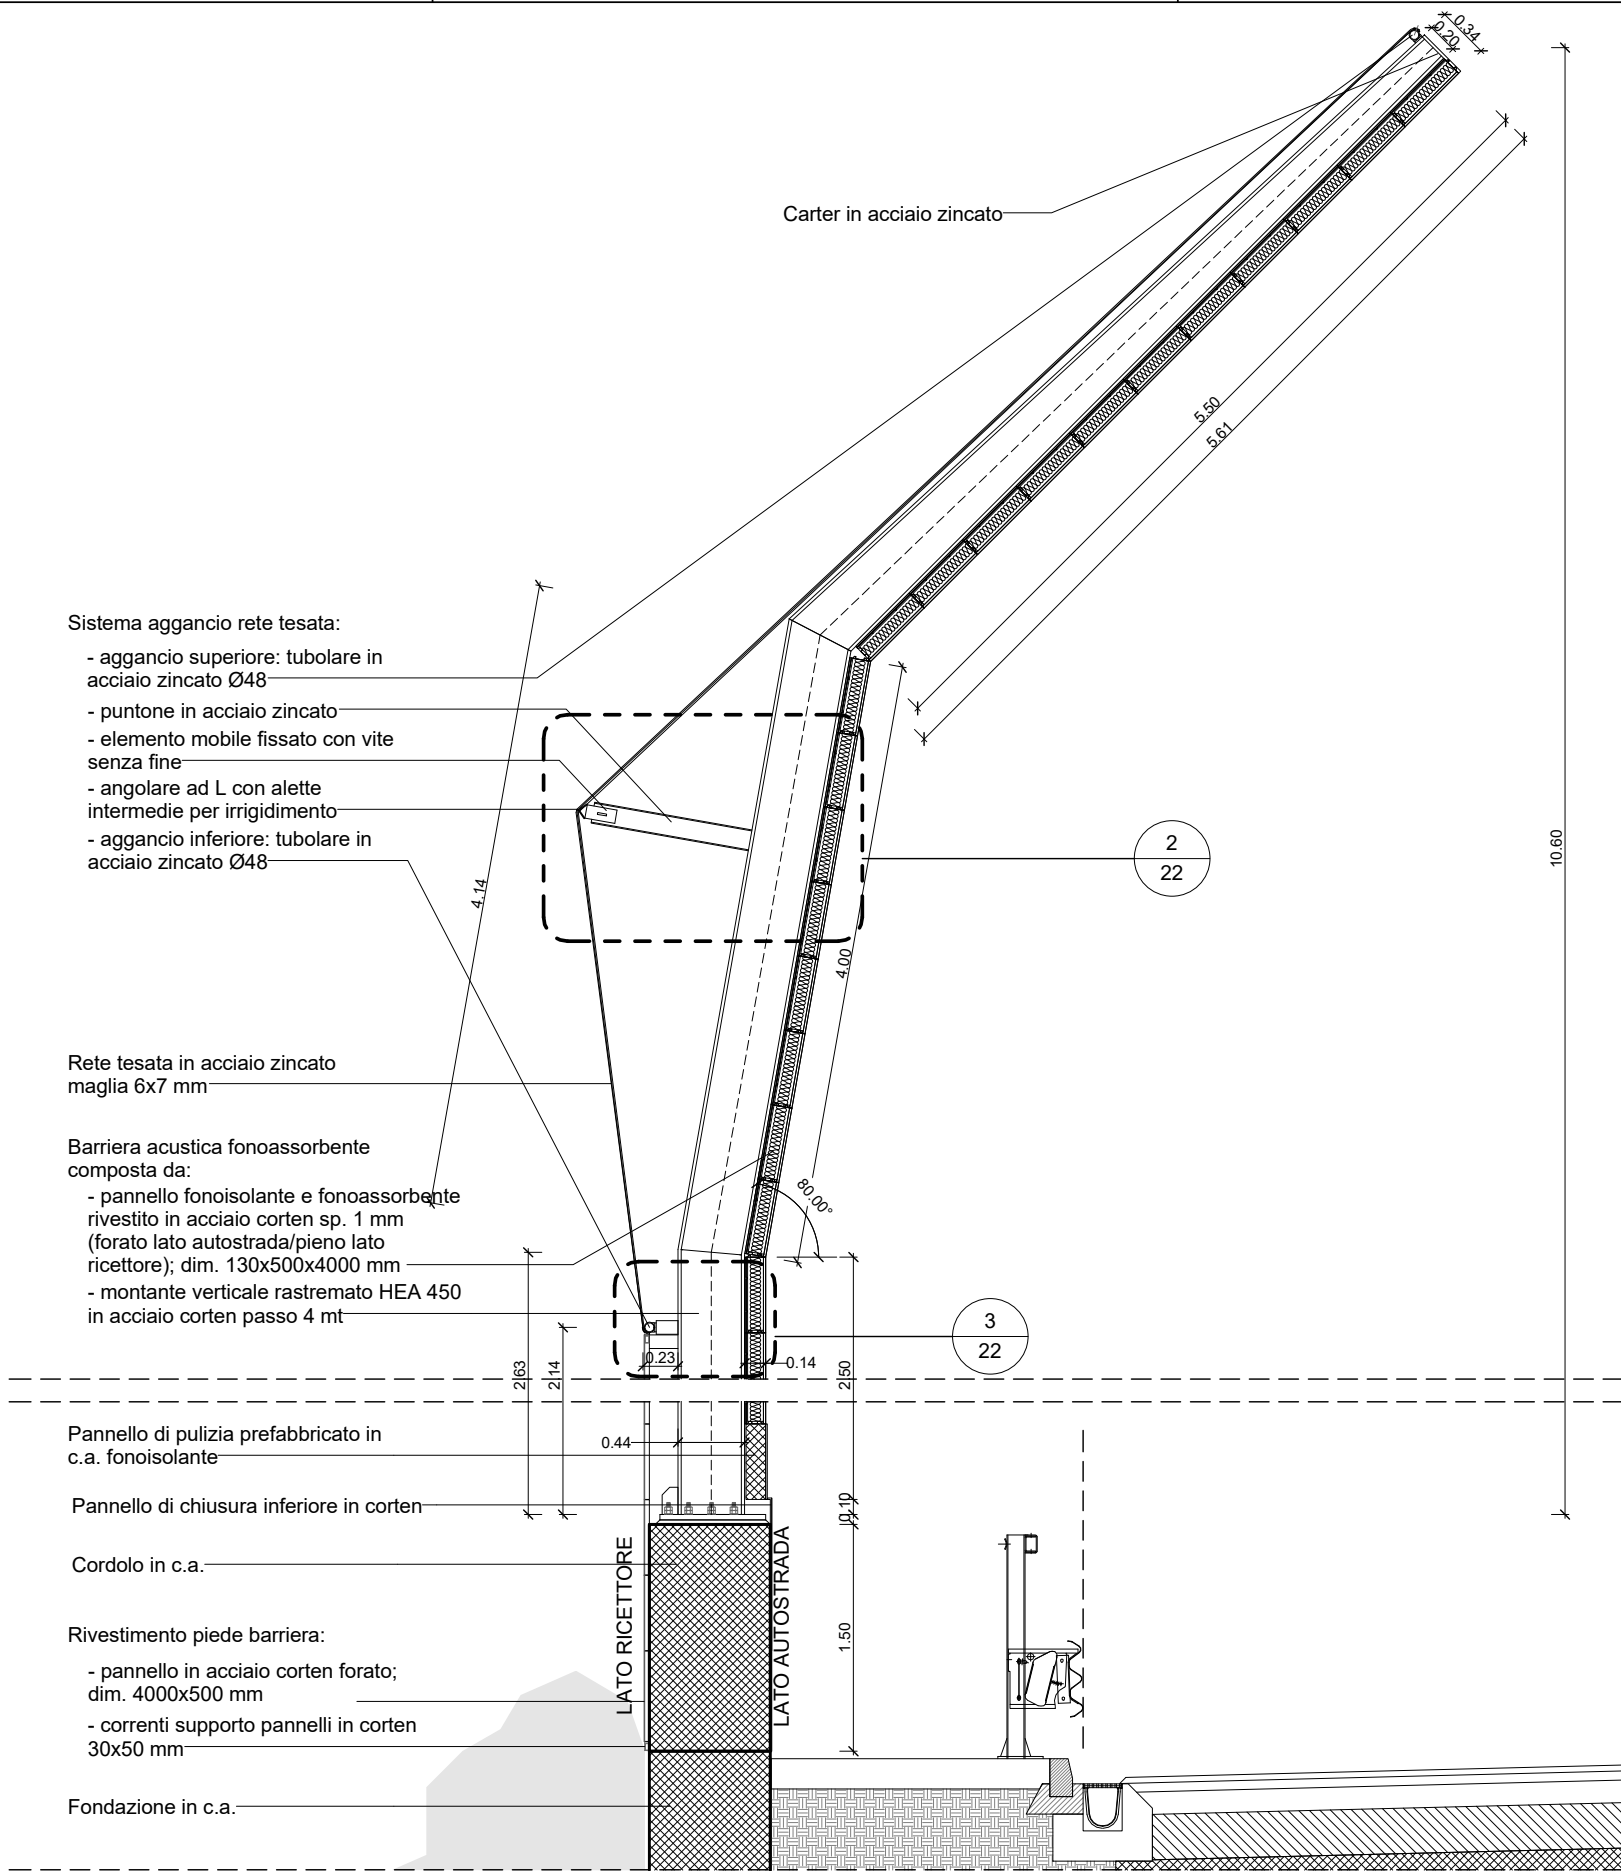 0.34
0.20
Carter in acciaio zincato
5.50
5.61
Sistema aggancio rete tesata:
- aggancio superiore: tubolare in
acciaio zincato Ø48
- puntone in acciaio zincato
- elemento mobile fissato con vite
senza fine
- angolare ad L con alette
intermedie per irrigidimento
- aggancio inferiore: tubolare in
acciaio zincato Ø48
2
22
10.60
4.14
4.00
Rete tesata in acciaio zincato
maglia 6x7 mm
Barriera acustica fonoassorbente
composta da:
- pannello fonoisolante e fonoassorbente
rivestito in acciaio corten sp. 1 mm
(forato lato autostrada/pieno lato
ricettore); dim. 130x500x4000 mm
- montante verticale rastremato HEA 450
in acciaio corten passo 4 mt
80.00°
3
22
0.23
0.14
2.63
2.14
2.50
Pannello di pulizia prefabbricato in
c.a. fonoisolante
0.44
Pannello di chiusura inferiore in corten
0.10
Cordolo in c.a.
LATO RICETTORE
LATO AUTOSTRADA
1.50
Rivestimento piede barriera:
- pannello in acciaio corten forato;
dim. 4000x500 mm
- correnti supporto pannelli in corten
30x50 mm
Fondazione in c.a.